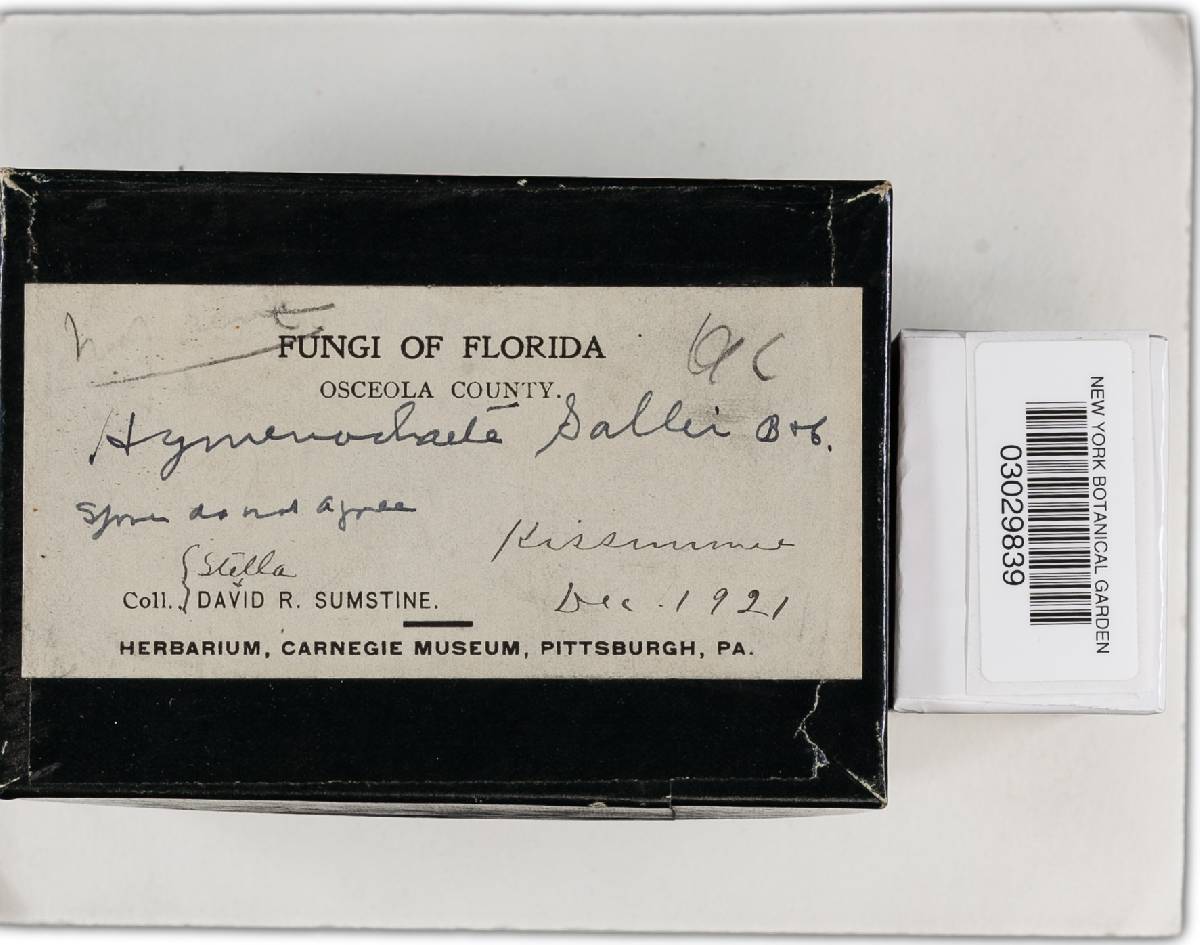 FUNGI OF FLORIDA
OSCEOLA COUNTY.
Hymenochaete Sallei B+C.
Spores do not agree
Kissimmee
Stella
Coll. { DAVID R. SUMSTINE.
Dec. 1921
HERBARIUM, CARNEGIE MUSEUM, PITTSBURGH, PA.
NEW YORK BOTANICAL GARDEN
03029839